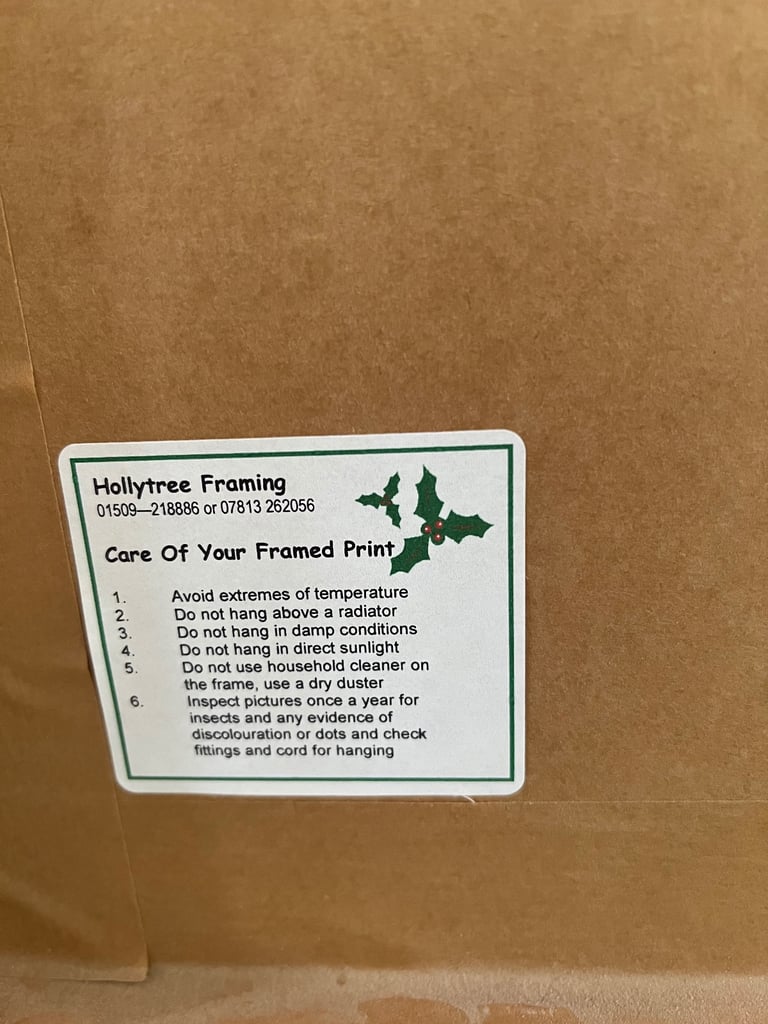 Hollytree Framing
01509—218886 or 07813 262056
Care Of Your Framed Print
1. Avoid extremes of temperature
2. Do not hang above a radiator
3. Do not hang in damp conditions
4. Do not hang in direct sunlight
5. Do not use household cleaner on
the frame, use a dry duster
6. Inspect pictures once a year for
insects and any evidence of
discolouration or dots and check
fittings and cord for hanging